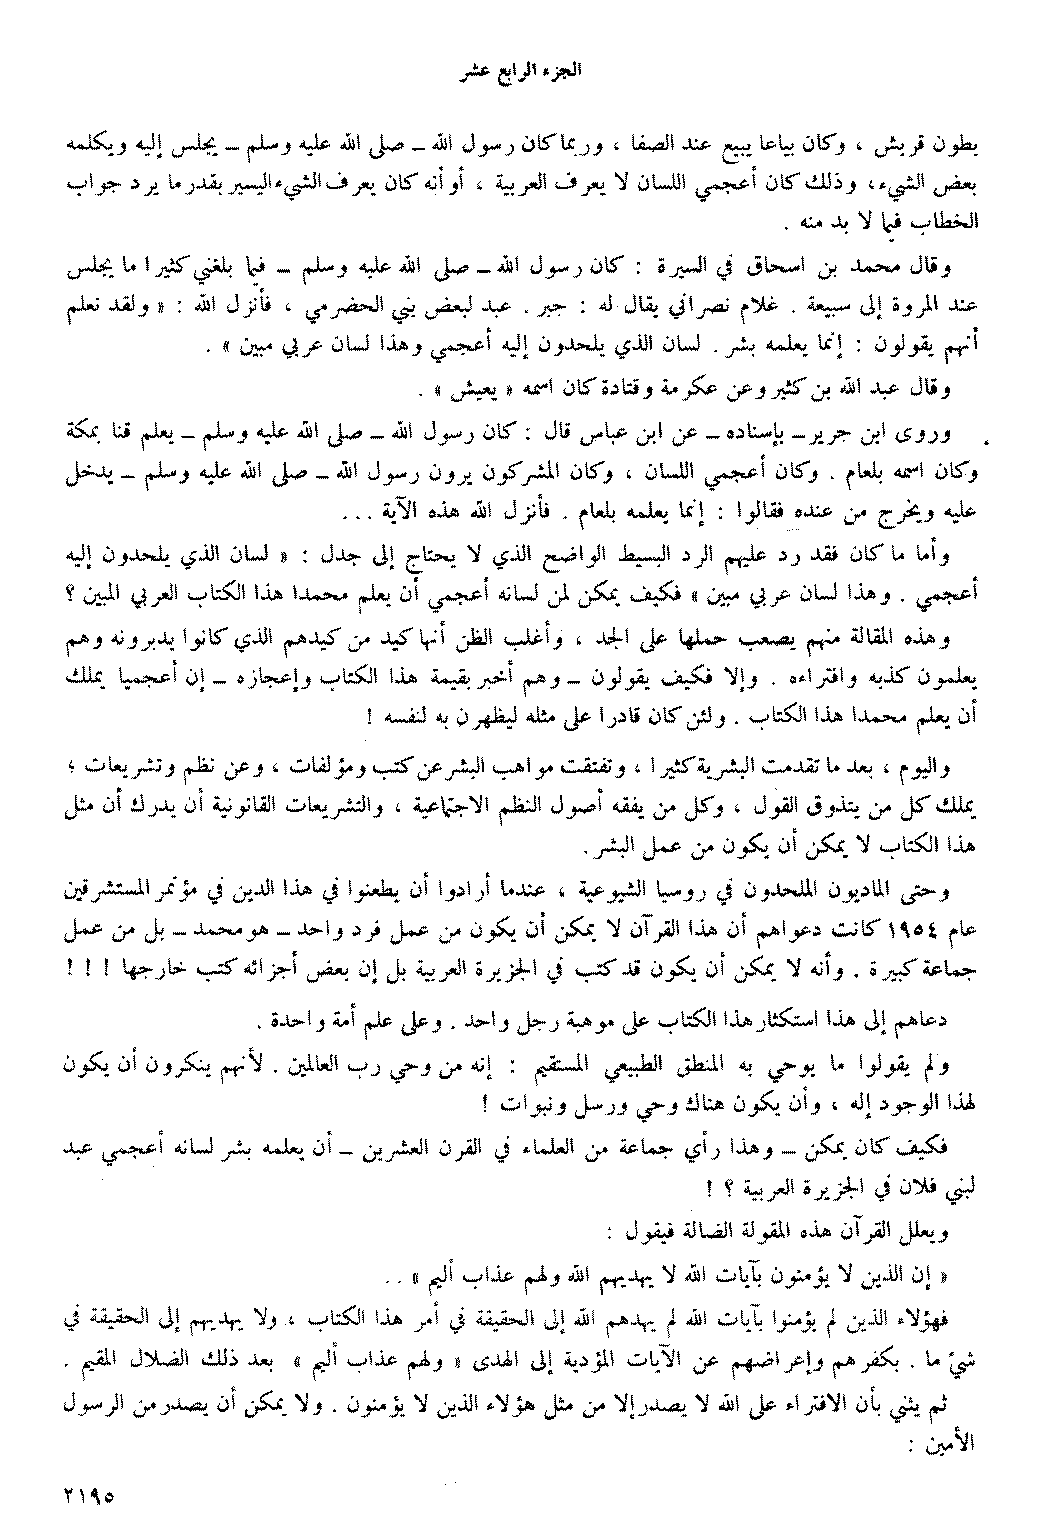 الجزء الرابع عشر
بطون قريش ، وكان بياعا يبيع عند الصفا ، وربما كان رسول الله – صلى الله عليه وسلم – يجلس إليه ويكلمه
بعض الشيء، وذلك كان أعجمي اللسان لا يعرف العربية ، أو أنه كان يعرف الشيء اليسير بقدر ما يرد جواب
الخطاب فيما لا بد منه .
وقال محمد بن اسحاق في السيرة : كان رسول الله – صلى الله عليه وسلم – فيما بلغني كثيرا ما يجلس
عند المروة إلى سبيعة . غلام نصراني يقال له : جبر . عبد لبعض بني الحضرمي ، فأنزل الله : « ولقد نعلم
أنهم يقولون : إنما يعلمه بشر . لسان الذي يلحدون إليه أعجمي وهذا لسان عربي مبين » .
وقال عبد الله بن كثير وعن عكرمة وقتادة كان اسمه « يعيش » .
وروى ابن جرير – بإسناده – عن ابن عباس قال : كان رسول الله – صلى الله عليه وسلم – يعلم قنا بمكة
وكان اسمه بلعام . وكان أعجمي اللسان ، وكان المشركون يرون رسول الله – صلى الله عليه وسلم – يدخل
عليه ويخرج من عنده فقالوا : إنما يعلمه بلعام . فأنزل الله هذه الآية ...
وأما ما كان فقد رد عليهم الرد البسيط الواضح الذي لا يحتاج إلى جدل : « لسان الذي يلحدون إليه
أعجمي . وهذا لسان عربي مبين » فكيف يمكن لمن لسانه أعجمي أن يعلم محمدا هذا الكتاب العربي المبين ؟
وهذه المقالة منهم يصعب حملها على الجد ، وأغلب الظن أنها كيد من كيدهم الذي كانوا يدبرونه وهم
يعلمون كذبه وافتراءه . وإلا فكيف يقولون – وهم أخبر بقيمة هذا الكتاب وإعجازه – إن أعجميا يملك
أن يعلم محمدا هذا الكتاب . ولئن كان قادرا على مثله ليظهرن به لنفسه !
واليوم ، بعد ما تقدمت البشرية كثيرا ، وتفتقت مواهب البشر عن كتب ومؤلفات ، وعن نظم وتشريعات ؛
يملك كل من يتذوق القول ، وكل من يفقه أصول النظم الاجتماعية ، والتشريعات القانونية أن يدرك أن مثل
هذا الكتاب لا يمكن أن يكون من عمل البشر .
وحتى الماديون الملحدون في روسيا الشيوعية ، عندما أرادوا أن يطعنوا في هذا الدين في مؤتمر المستشرقين
عام ١٩٥٤ كانت دعواهم أن هذا القرآن لا يمكن أن يكون من عمل فرد واحد – هو محمد – بل من عمل
جماعة كبيرة . وأنه لا يمكن أن يكون قد كتب في الجزيرة العربية بل إن بعض أجزائه كتب خارجها ! ! !
دعاهم إلى هذا استكثار هذا الكتاب على موهبة رجل واحد . وعلى علم أمة واحدة .
ولم يقولوا ما يوحي به المنطق الطبيعي المستقيم : إنه من وحي رب العالمين . لأنهم ينكرون أن يكون
لهذا الوجود إله ، وأن يكون هناك وحي ورسل ونبوات !
فكيف كان يمكن – وهذا رأي جماعة من العلماء في القرن العشرين – أن يعلمه بشر لسانه أعجمي عبد
لبني فلان في الجزيرة العربية ؟ !
ويعلل القرآن هذه المقولة الضالة فيقول :
« إن الذين لا يؤمنون بآيات الله لا يهديهم الله ولهم عذاب أليم » ..
فهؤلاء الذين لم يؤمنوا بآيات الله لم يهدهم الله إلى الحقيقة في أمر هذا الكتاب ، ولا يهديهم إلى الحقيقة في
شيء ما . بكفرهم وإعراضهم عن الآيات المؤدية إلى الهدى « ولهم عذاب أليم » بعد ذلك الضلال المقيم .
ثم يثني بأن الافتراء على الله لا يصدر إلا من مثل هؤلاء الذين لا يؤمنون . ولا يمكن أن يصدر من الرسول
الأمين :
٢١٩٥